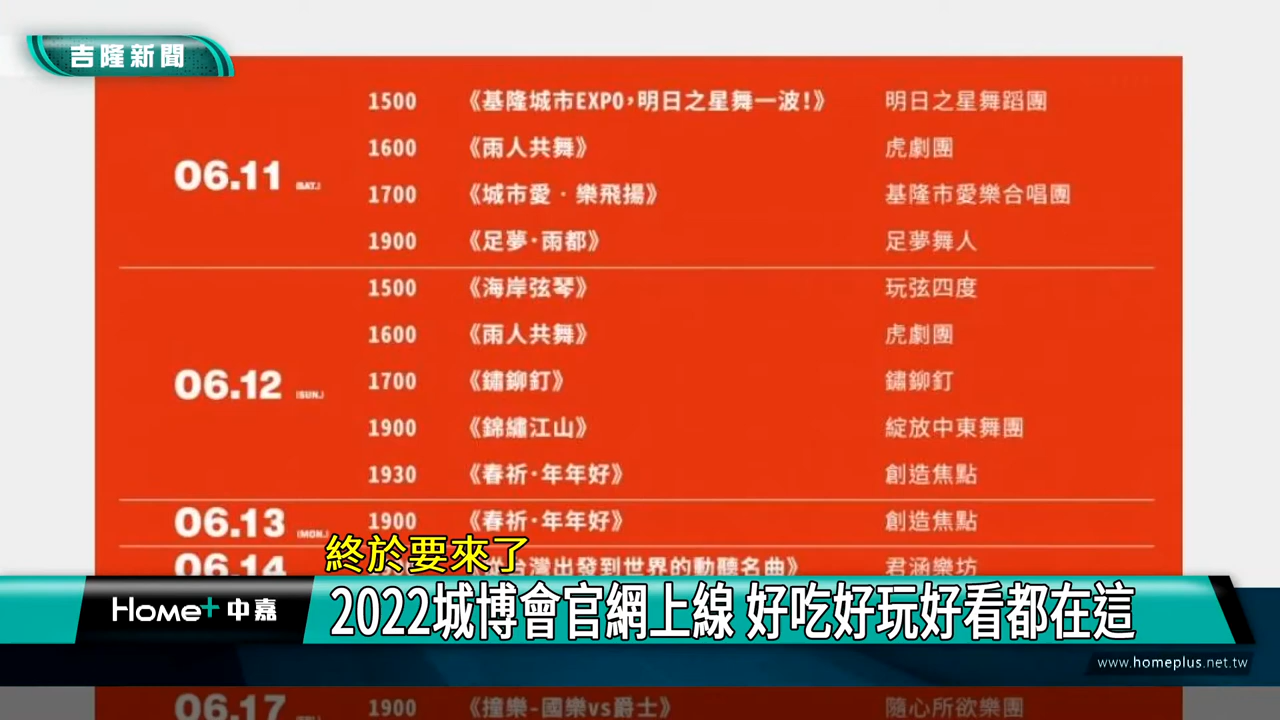 吉隆新聞
1500 《基隆城市EXPO,明日之星舞一波!》 明日之星舞蹈團
06.11 (SAT.)
1600 《雨人共舞》 虎劇團
1700 《城市愛‧樂飛揚》 基隆市愛樂合唱團
1900 《足夢·雨都》 足夢舞人
1500 《海岸弦琴》 玩弦四度
1600 《雨人共舞》 虎劇團
06.12 (SUN.)
1700 《鏽鉚釘》 鏽鉚釘
1900 《錦繡江山》 綻放中東舞團
1930 《春祈·年年好》 創造焦點
06.13 (MON.) 1900 《春祈·年年好》 創造焦點
終於要來了
06.14 從台灣出發到世界的動聽名曲》 君涵樂坊
Home+ 中嘉
2022城博會官網上線 好吃好玩好看都在這
www.homeplus.net.tw
06.17 1900 《撞樂-國樂vs爵士》 隨心所欲樂團